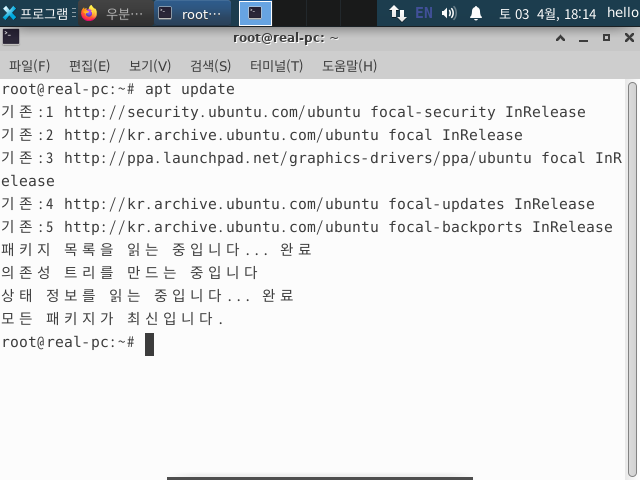 프로그램 우분··· root··· EN 토 03 4월, 18:14 hello
root@real-pc: ~
파일(F) 편집(E) 보기(V) 검색(S) 터미널(T) 도움말(H)
root@real-pc:~# apt update
기존:1 http://security.ubuntu.com/ubuntu focal-security InRelease
기존:2 http://kr.archive.ubuntu.com/ubuntu focal InRelease
기존:3 http://ppa.launchpad.net/graphics-drivers/ppa/ubuntu focal InR
elease
기존:4 http://kr.archive.ubuntu.com/ubuntu focal-updates InRelease
기존:5 http://kr.archive.ubuntu.com/ubuntu focal-backports InRelease
패키지 목록을 읽는 중입니다... 완료
의존성 트리를 만드는 중입니다
상태 정보를 읽는 중입니다... 완료
모든 패키지가 최신입니다.
root@real-pc:~#